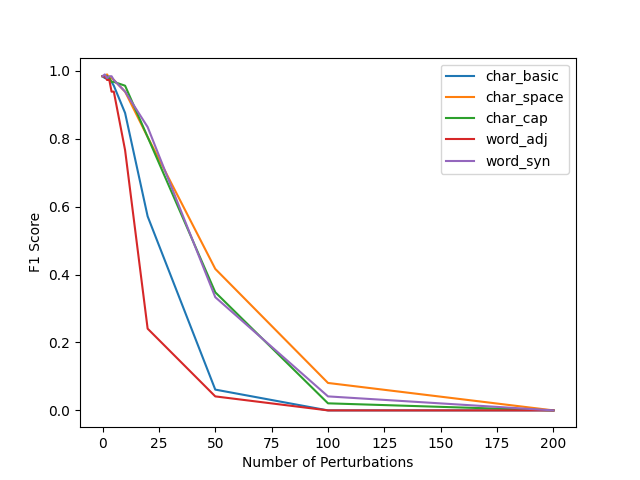 1.0
0.8
0.6
0.4
0.2
0.0
F1 Score
char_basic
char_space
char_cap
word_adj
word_syn
0 25 50 75 100 125 150 175 200
Number of Perturbations